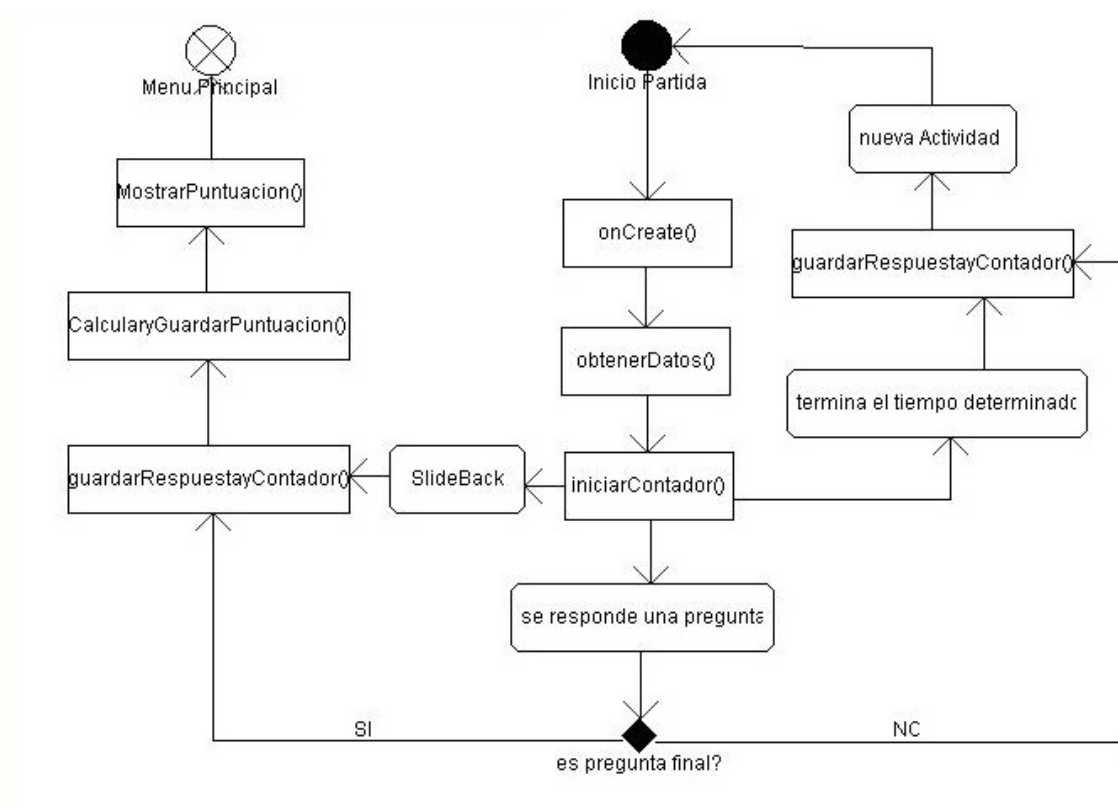 Menu Principal
Inicio Partida
nueva Actividad
MostrarPuntuacion()
onCreate()
guardarRespuestayContador()
CalcularyGuardarPuntuacion()
obtenerDatos()
termina el tiempo determinado
guardarRespuestayContador()
SlideBack
iniciarContador()
se responde una pregunta
SI
NC
es pregunta final?